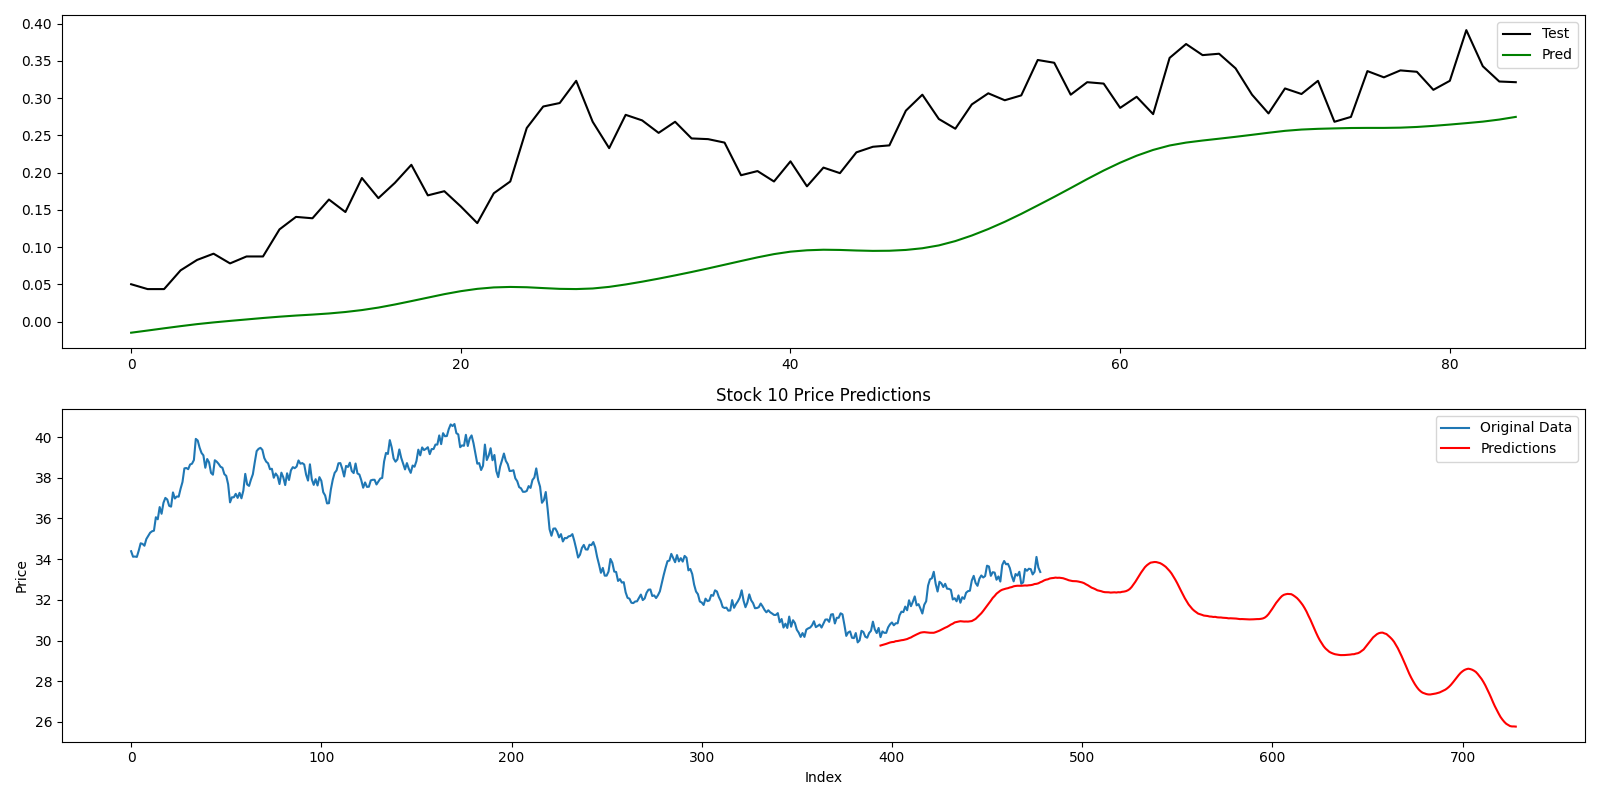 0.40
0.35
0.30
0.25
0.20
0.15
0.10
0.05
0.00
Test
Pred
0 20 40 60 80
Stock 10 Price Predictions
40
38
36
34
32
30
28
26
Price
Original Data
Predictions
0 100 200 300 400 500 600 700
Index